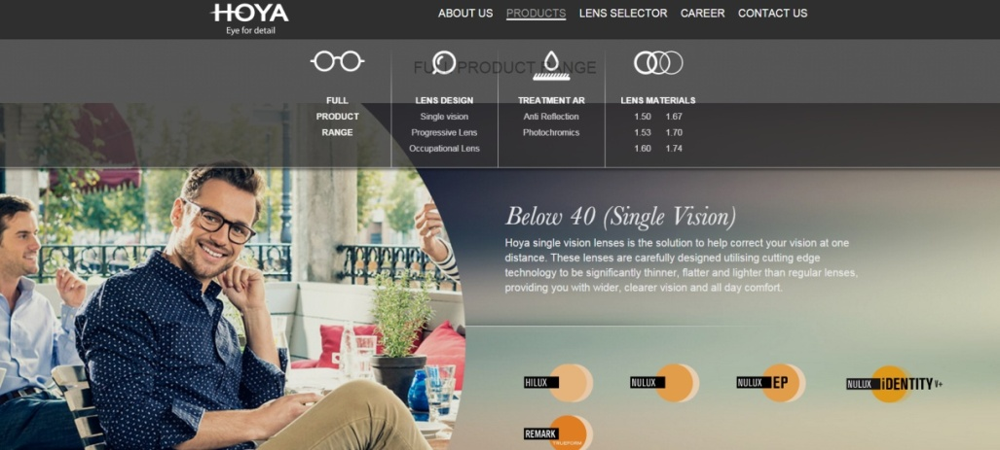 HOYA
Eye for detail
ABOUT US
PRODUCTS
LENS SELECTOR
CAREER
CONTACT US
FULL PRODUCT RANGE
FULL
PRODUCT
RANGE
LENS DESIGN
Single vision
Progressive Lens
Occupational Lens
TREATMENT AR
Anti Reflection
Photochromics
LENS MATERIALS
1.50 1.67
1.53 1.70
1.60 1.74
Below 40 (Single Vision)
Hoya single vision lenses is the solution to help correct your vision at one
distance. These lenses are carefully designed utilising cutting edge
technology to be significantly thinner, flatter and lighter than regular lenses,
providing you with wider, clearer vision and all day comfort.
HILUX
NULUX
NULUX EP
NULUX iDENTITY V+
REMARK
TRUEFORM